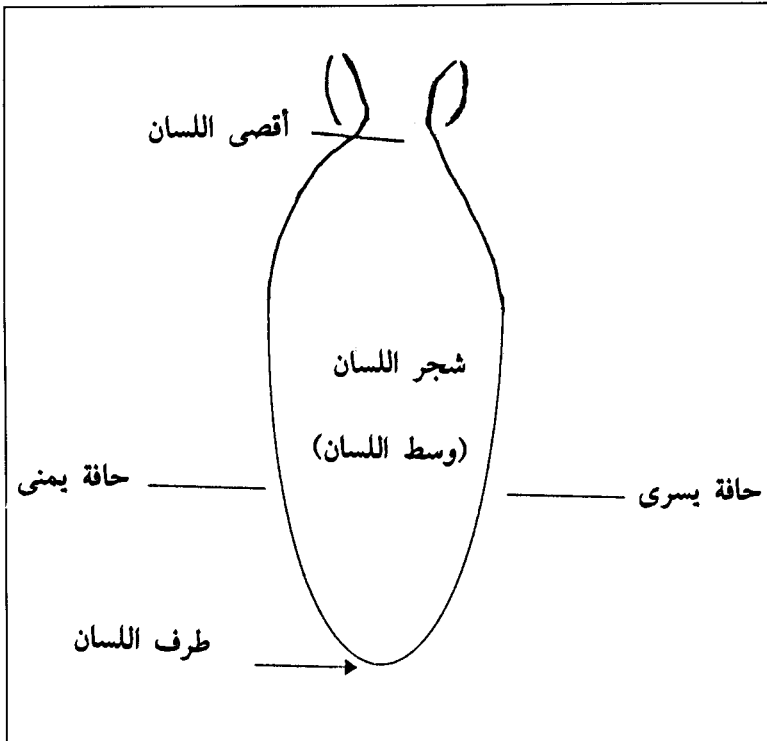 أقصى اللسان
شجر اللسان
(وسط اللسان)
حافة يسرى
حافة يمنى
طرف اللسان